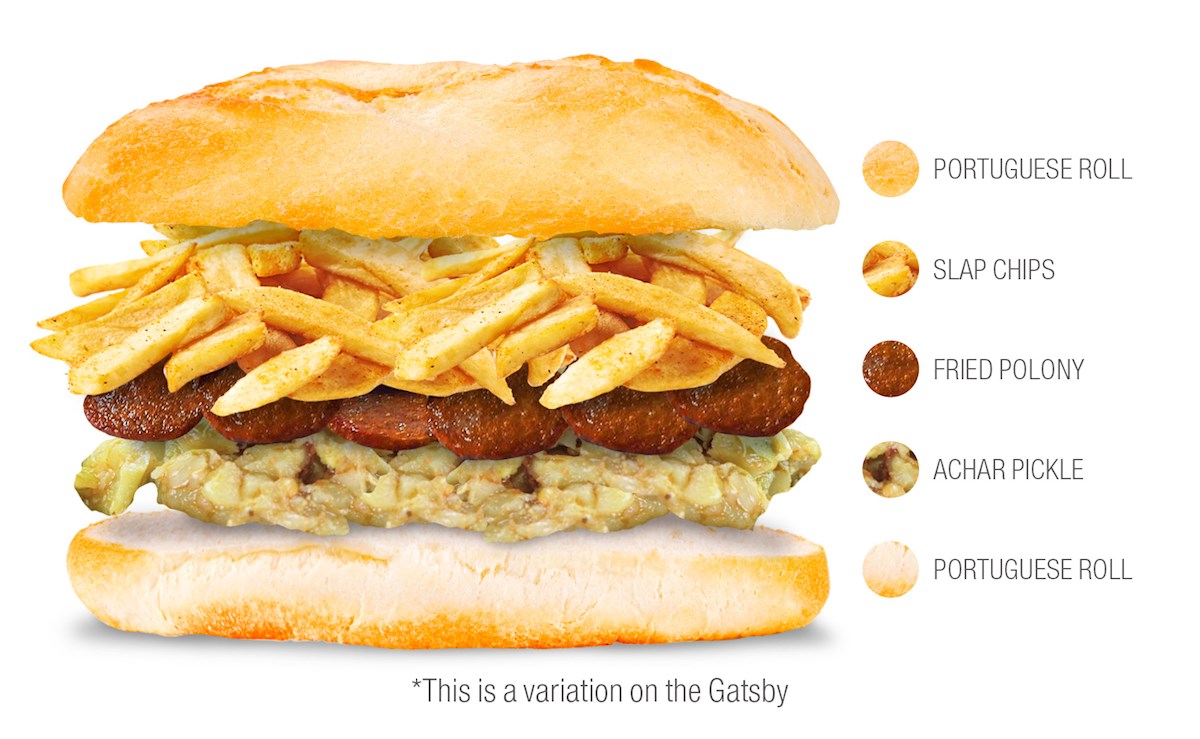 PORTUGUESE ROLL
SLAP CHIPS
FRIED POLONY
ACHAR PICKLE
PORTUGUESE ROLL
*This is a variation on the Gatsby